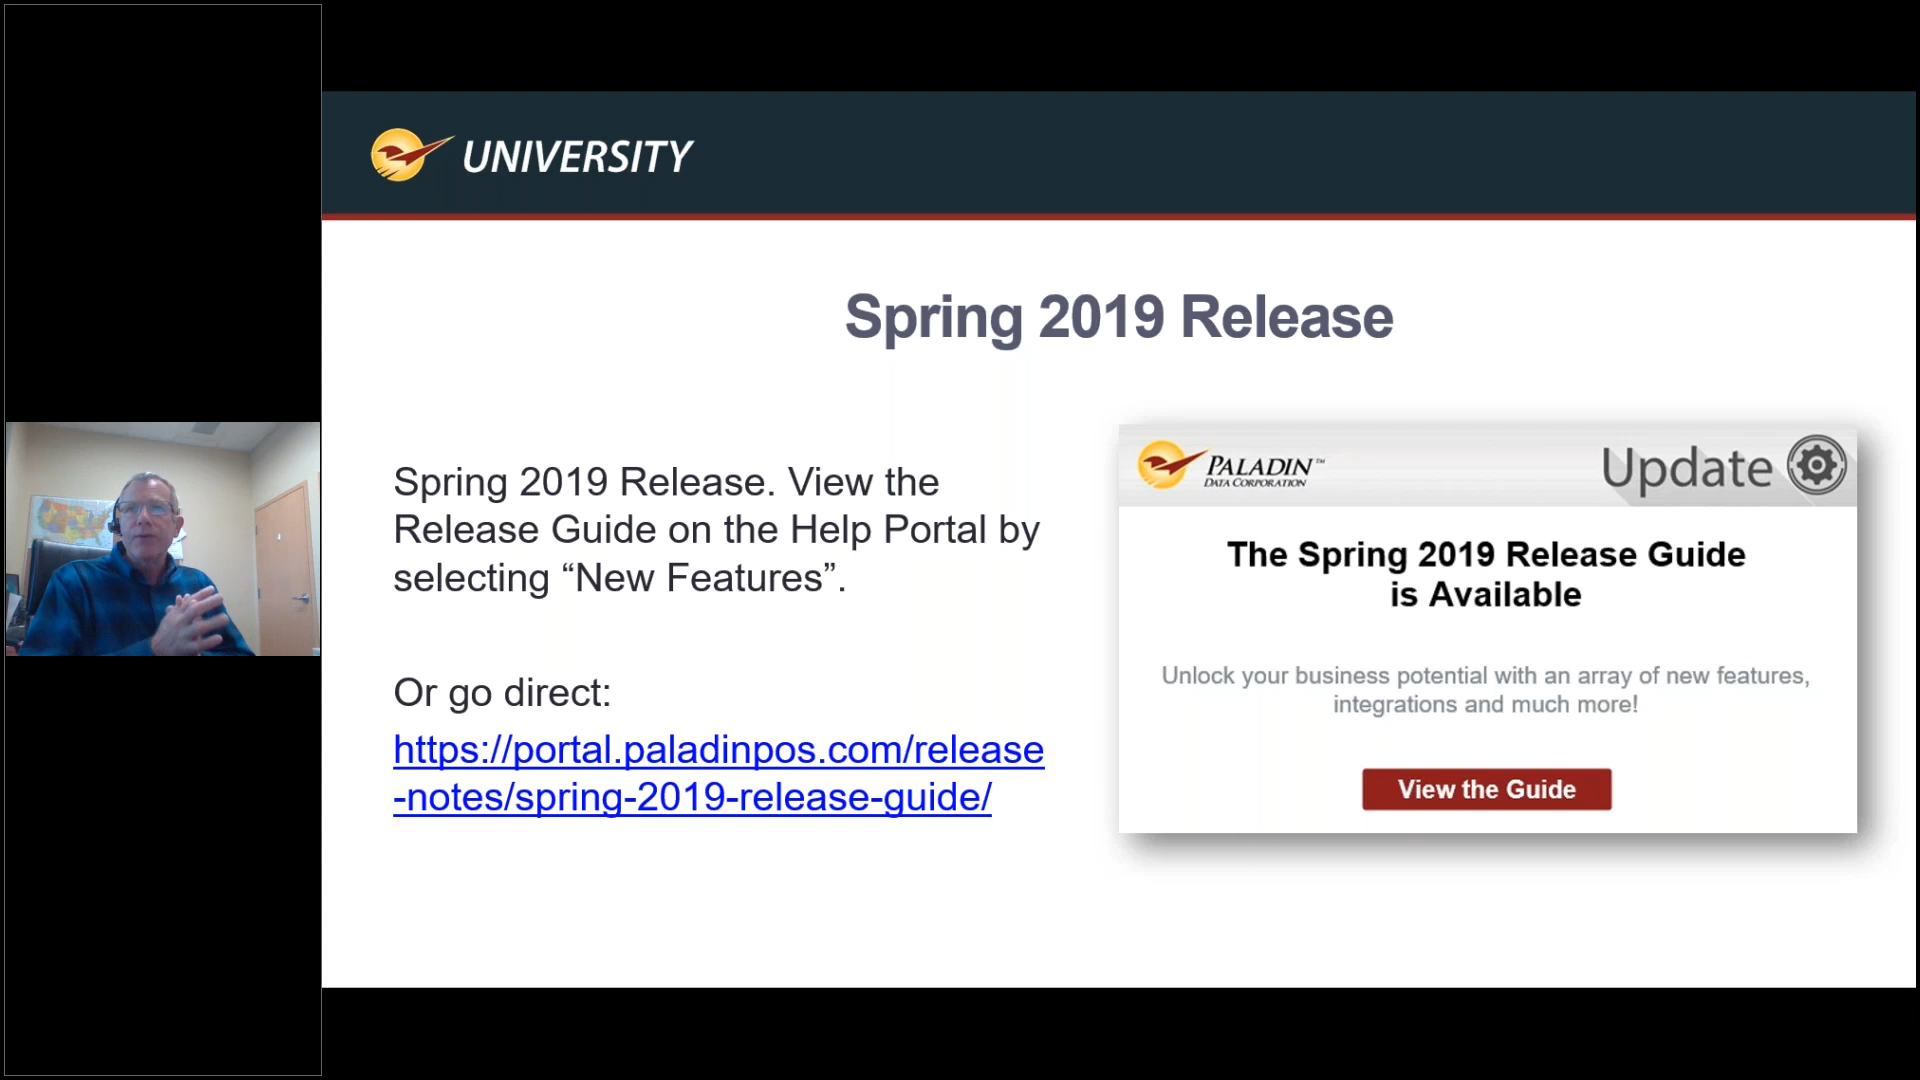 UNIVERSITY
Spring 2019 Release
Spring 2019 Release. View the
Release Guide on the Help Portal by
selecting “New Features”.
Or go direct:
https://portal.paladinpos.com/release
-notes/spring-2019-release-guide/
PALADIN™
DATA CORPORATION
Update
The Spring 2019 Release Guide
is Available
Unlock your business potential with an array of new features,
integrations and much more!
View the Guide